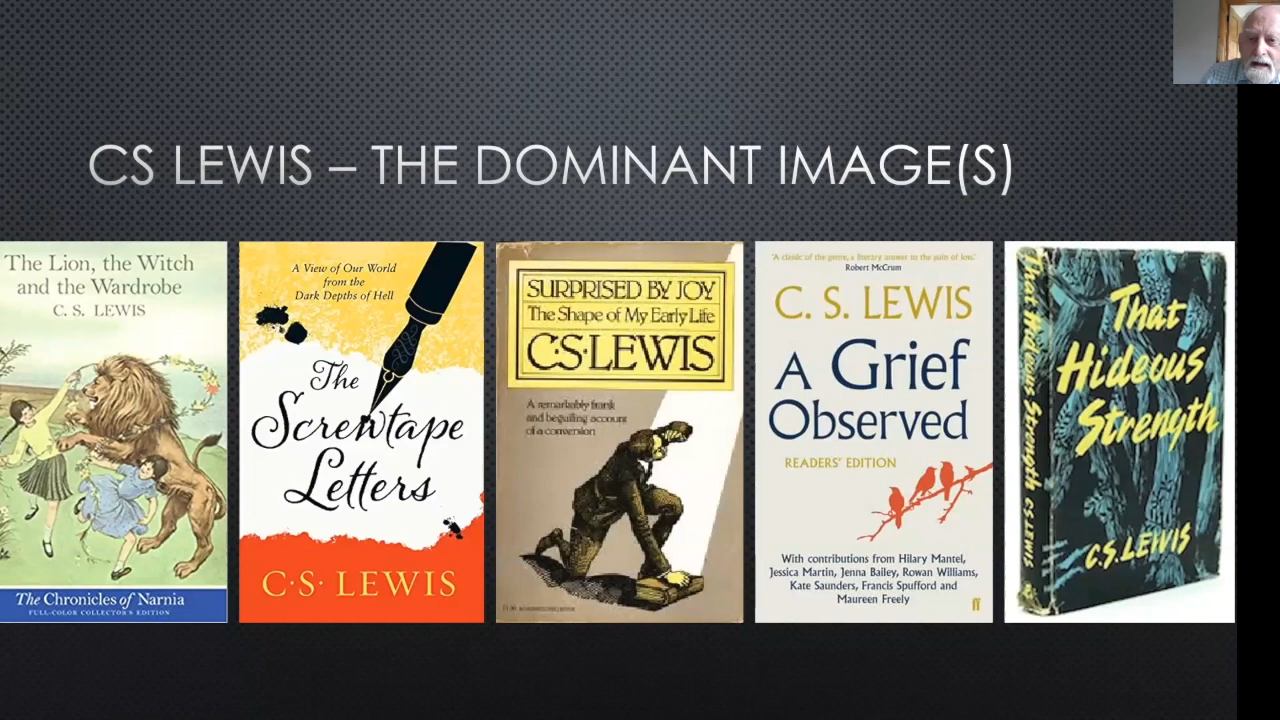 CS LEWIS – THE DOMINANT IMAGE(S)
The Lion, the Witch
and the Wardrobe
C. S. LEWIS
The Chronicles of Narnia
FULL-COLOR COLLECTOR'S EDITION
A View of Our World
from the
Dark Depths of Hell
The
Screwtape
Letters
C·S· LEWIS
SURPRISED BY JOY
The Shape of My Early Life
C·S·LEWIS
A remarkably frank
and beguiling account
of a conversion
'A classic of the genre, a literary answer to the pain of loss.'
Robert McCrum
C. S. LEWIS
A Grief
Observed
READERS' EDITION
With contributions from Hilary Mantel,
Jessica Martin, Jenna Bailey, Rowan Williams,
Kate Saunders, Francis Spufford and
Maureen Freely
ff
That Hideous Strength C.S. LEWIS
That
Hideous
Strength
C.S. LEWIS